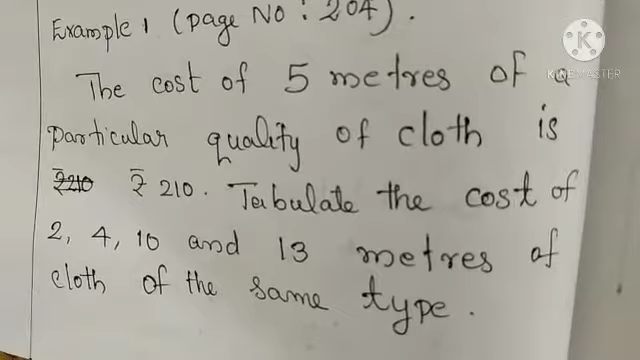 Example 1 (page No : 204).
The cost of 5 metres of a
particular quality of cloth is
₹210 ₹ 210. Tabulate the cost of
2, 4, 10 and 13 metres of
cloth of the same type.
KINEMASTER